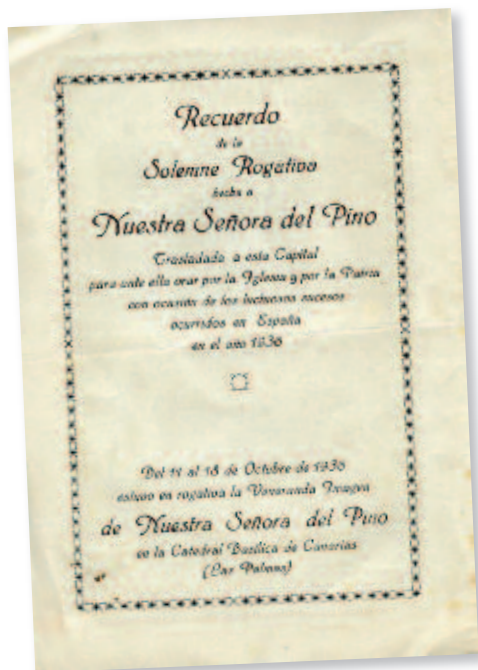 Recuerdo
de la
Solemne Rogativa
hecha a
Nuestra Señora del Pino
Trasladada a esta Capital
para ante ella orar por la Iglesia y por la Patria
con ocasión de los luctuosos sucesos
ocurridos en España
en el año 1936
Del 11 al 18 de Octubre de 1936
estuvo en rogativa la Veneranda Imagen
de Nuestra Señora del Pino
en la Catedral Basílica de Canarias
(Las Palmas)